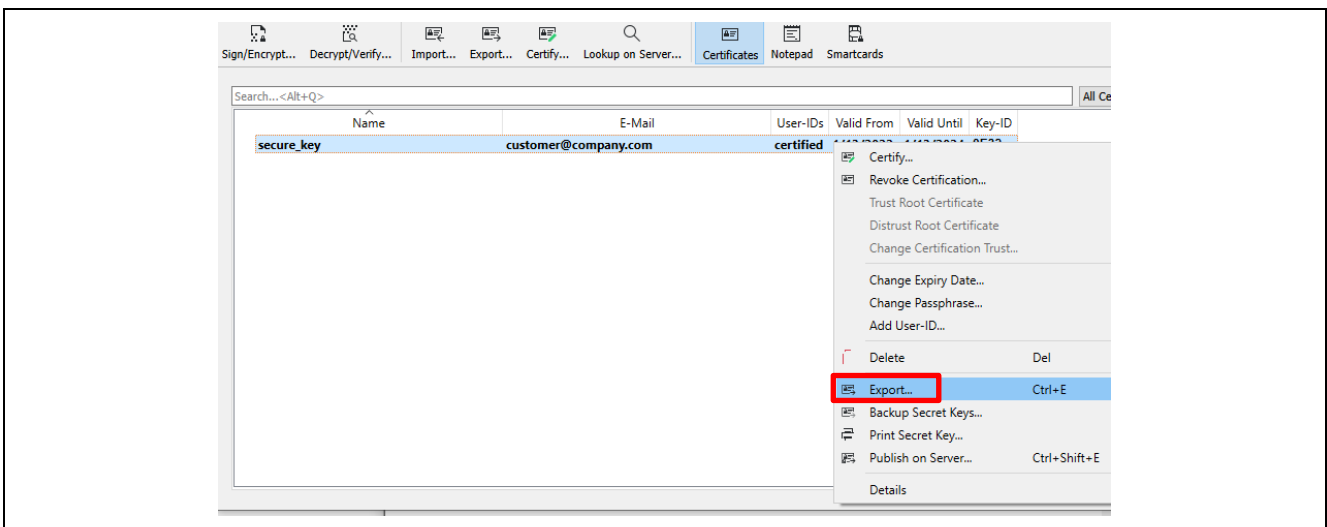 Sign/Encrypt... Decrypt/Verify... Import... Export... Certify... Lookup on Server... Certificates Notepad Smartcards
Search...<Alt+Q> All Ce
Name E-Mail User-IDs Valid From Valid Until Key-ID
secure_key customer@company.com certified
Certify...
Revoke Certification...
Trust Root Certificate
Distrust Root Certificate
Change Certification Trust...
Change Expiry Date...
Change Passphrase...
Add User-ID...
Delete Del
Export... Ctrl+E
Backup Secret Keys...
Print Secret Key...
Publish on Server... Ctrl+Shift+E
Details